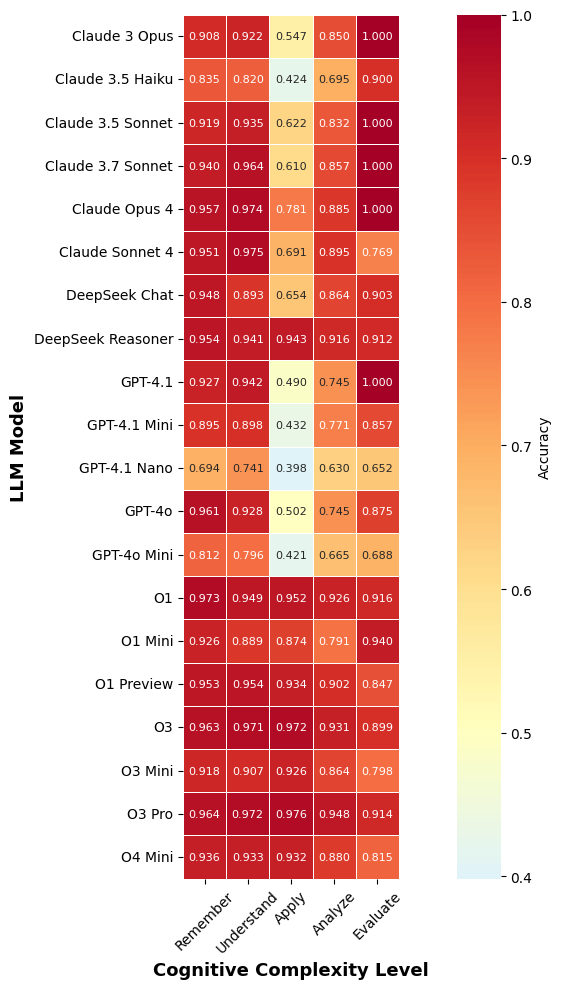 Claude 3 Opus 0.908 0.922 0.547 0.850 1.000
Claude 3.5 Haiku 0.835 0.820 0.424 0.695 0.900
Claude 3.5 Sonnet 0.919 0.935 0.622 0.832 1.000
Claude 3.7 Sonnet 0.940 0.964 0.610 0.857 1.000
Claude Opus 4 0.957 0.974 0.781 0.885 1.000
Claude Sonnet 4 0.951 0.975 0.691 0.895 0.769
DeepSeek Chat 0.948 0.893 0.654 0.864 0.903
DeepSeek Reasoner 0.954 0.941 0.943 0.916 0.912
GPT-4.1 0.927 0.942 0.490 0.745 1.000
GPT-4.1 Mini 0.895 0.898 0.432 0.771 0.857
GPT-4.1 Nano 0.694 0.741 0.398 0.630 0.652
GPT-4o 0.961 0.928 0.502 0.745 0.875
GPT-4o Mini 0.812 0.796 0.421 0.665 0.688
O1 0.973 0.949 0.952 0.926 0.916
O1 Mini 0.926 0.889 0.874 0.791 0.940
O1 Preview 0.953 0.954 0.934 0.902 0.847
O3 0.963 0.971 0.972 0.931 0.899
O3 Mini 0.918 0.907 0.926 0.864 0.798
O3 Pro 0.964 0.972 0.976 0.948 0.914
O4 Mini 0.936 0.933 0.932 0.880 0.815
Remember Understand Apply Analyze Evaluate
Cognitive Complexity Level
LLM Model
1.0
0.9
0.8
0.7
0.6
0.5
0.4
Accuracy